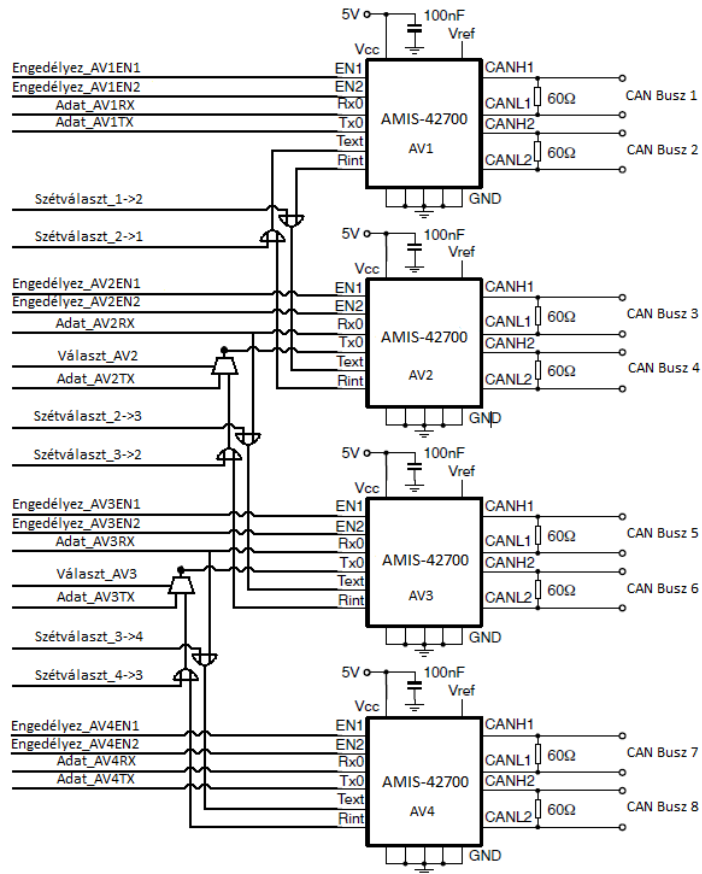 5V
100nF
Vcc
Vref
Engedélyez_AV1EN1
EN1
CANH1
Engedélyez_AV1EN2
EN2
Adat_AV1RX
Rx0
CANL1
60Ω
CAN Busz 1
Adat_AV1TX
Tx0
AMIS-42700
CANH2
Text
AV1
60Ω
CAN Busz 2
Rint
CANL2
GND
Szétválaszt_1->2
Szétválaszt_2->1
5V
100nF
Vcc
Vref
Engedélyez_AV2EN1
EN1
CANH1
Engedélyez_AV2EN2
EN2
Adat_AV2RX
Rx0
CANL1
60Ω
CAN Busz 3
Tx0
AMIS-42700
CANH2
Választ_AV2
Text
60Ω
CAN Busz 4
Adat_AV2TX
Rint
AV2
CANL2
GND
Szétválaszt_2->3
Szétválaszt_3->2
5V
100nF
Vcc
Vref
Engedélyez_AV3EN1
EN1
CANH1
Engedélyez_AV3EN2
EN2
Adat_AV3RX
Rx0
CANL1
60Ω
CAN Busz 5
Tx0
AMIS-42700
CANH2
Választ_AV3
Text
60Ω
CAN Busz 6
Adat_AV3TX
Rint
AV3
CANL2
GND
Szétválaszt_3->4
Szétválaszt_4->3
5V
100nF
Vcc
Vref
Engedélyez_AV4EN1
EN1
CANH1
Engedélyez_AV4EN2
EN2
Adat_AV4RX
Rx0
CANL1
60Ω
CAN Busz 7
Adat_AV4TX
Tx0
AMIS-42700
CANH2
Text
AV4
60Ω
CAN Busz 8
Rint
CANL2
GND